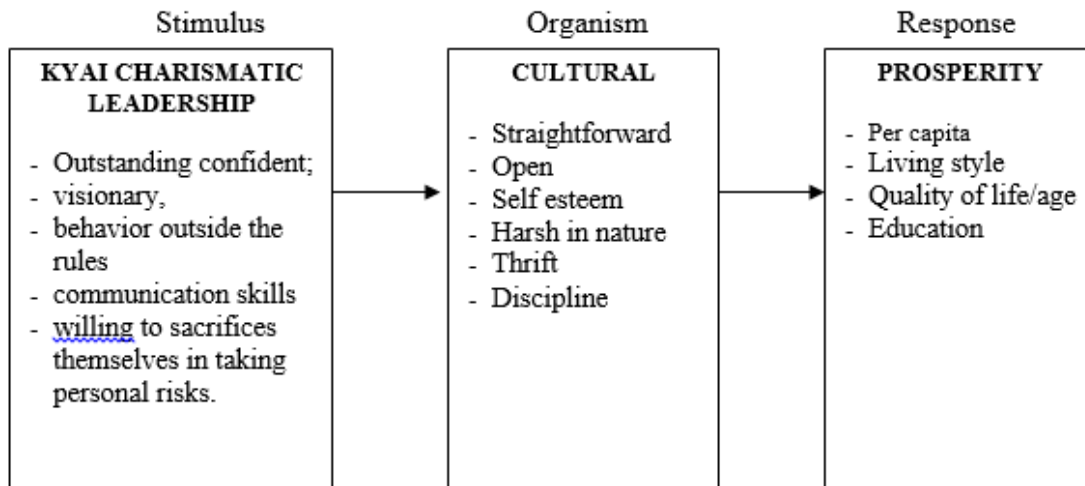 Stimulus
Organism
Response
KYAI CHARISMATIC
LEADERSHIP
- Outstanding confident;
- visionary,
- behavior outside the
rules
- communication skills
- willing to sacrifices
themselves in taking
personal risks.
CULTURAL
- Straightforward
- Open
- Self esteem
- Harsh in nature
- Thrift
- Discipline
PROSPERITY
- Per capita
- Living style
- Quality of life/age
- Education